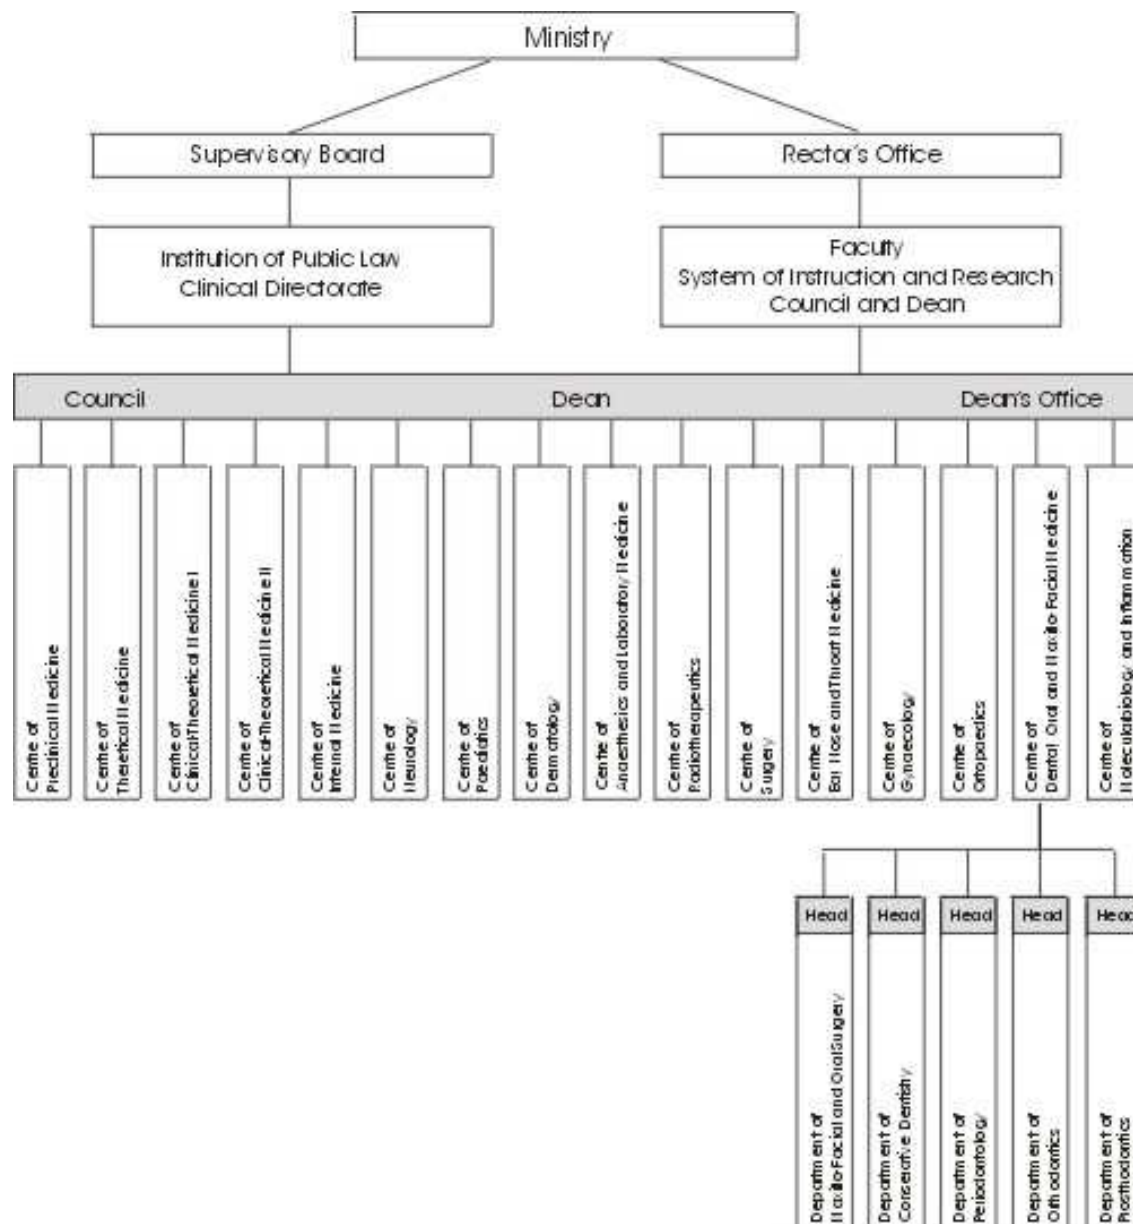 Ministry
Supervisory Board
Rector's Office
Institution of Public Law
Clinical Directorate
Faculty
System of Instruction and Research
Council and Dean
Council
Dean
Dean's Office
Centre of
Preclinical Medicine
Centre of
Theretical Medicine
Centre of
Clinical-Theoretical Medicine I
Centre of
Clinical-Theoretical Medicine II
Centre of
Internal Medicine
Centre of
Neurology
Centre of
Paediatics
Centre of
Dermatology
Centre of
Anaesthesics and Laboratory Medicine
Centre of
Radiotherapeutics
Centre of
Surgery
Centre of
Ear Nose and Throat Medicine
Centre of
Gynaecology
Centre of
Ortopaedics
Centre of
Dental Oral and Maxillo-Facial Medicine
Centre of
Moleculabiology and Inflammation
Head
Head
Head
Head
Head
Department of
Maxillo-Facial and Oral Surgery
Department of
Conserative Dentistry
Department of
Periodontology
Department of
Orthodontics
Department of
Prosthodontics